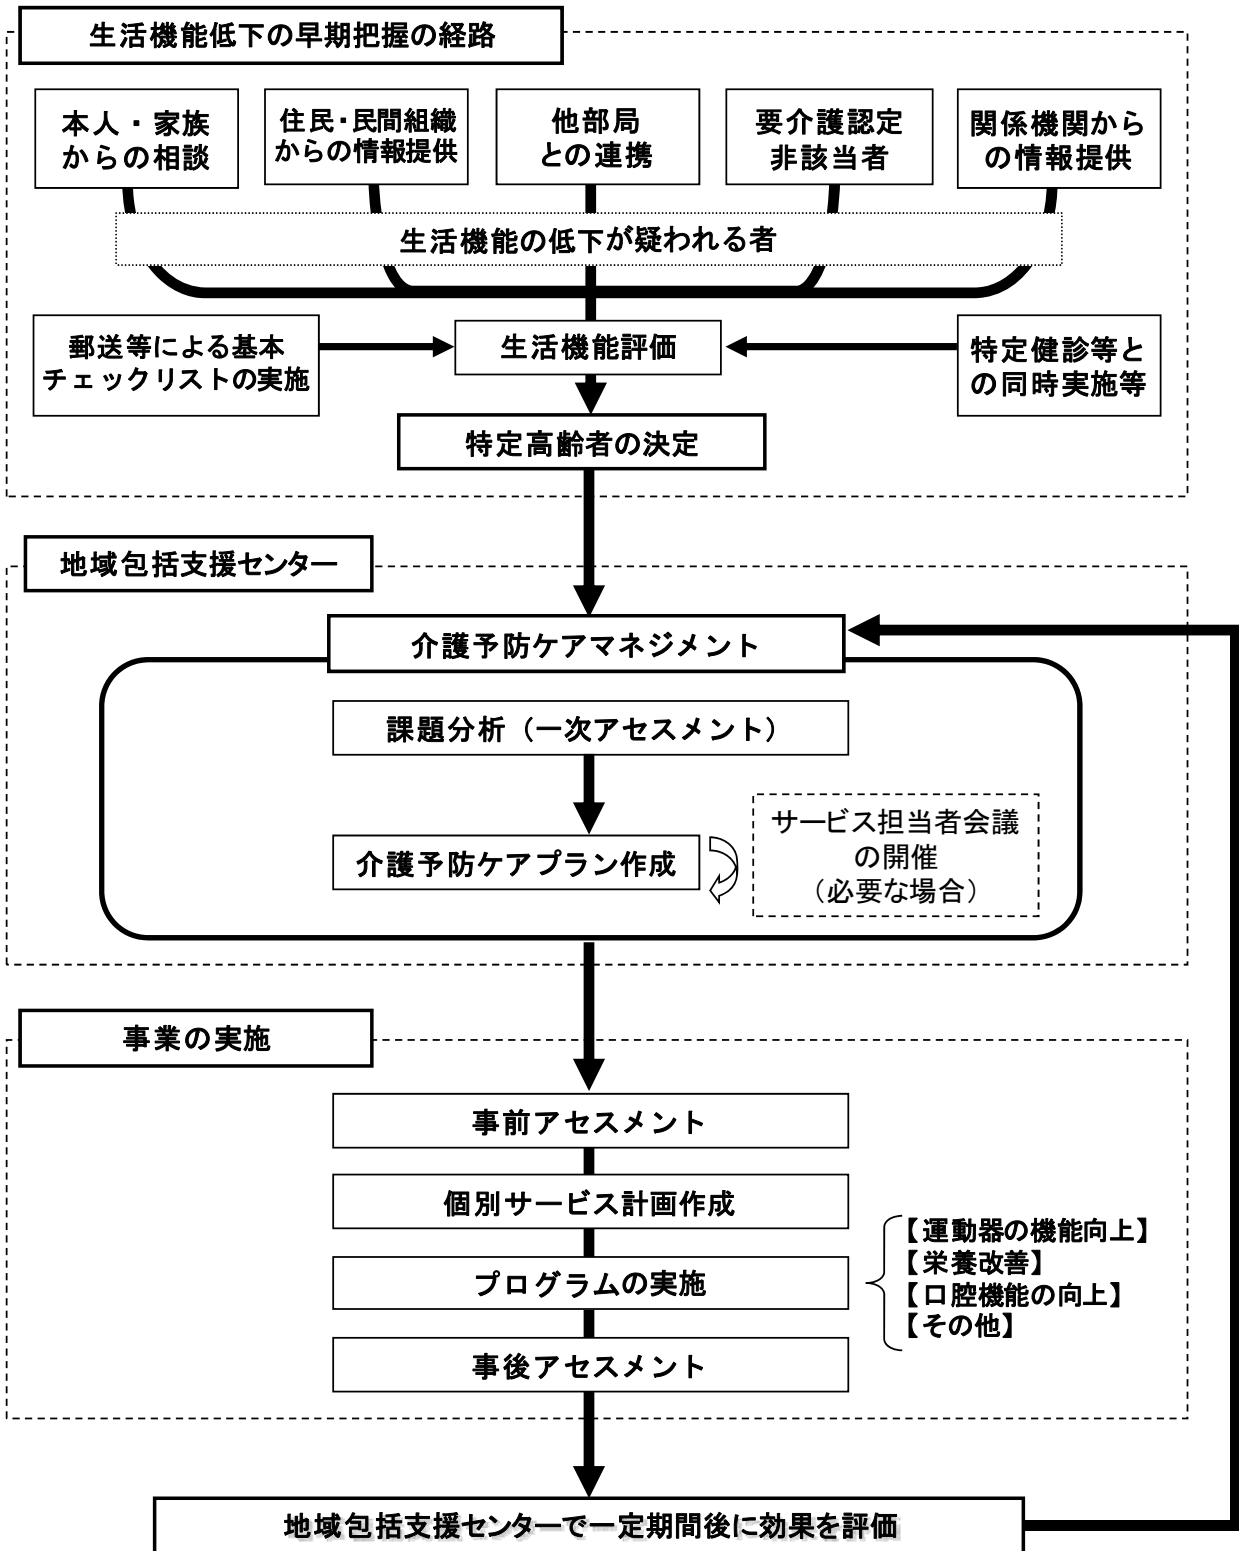 生活機能低下の早期把握の経路
本人・家族
からの相談
住民・民間組織
からの情報提供
他部局
との連携
要介護認定
非該当者
関係機関から
の情報提供
生活機能の低下が疑われる者
郵送等による基本
チェックリストの実施
生活機能評価
特定健診等と
の同時実施等
特定高齢者の決定
地域包括支援センター
介護予防ケアマネジメント
課題分析（一次アセスメント）
介護予防ケアプラン作成
サービス担当者会議
の開催
（必要な場合）
事業の実施
事前アセスメント
個別サービス計画作成
プログラムの実施
【運動器の機能向上】
【栄養改善】
【口腔機能の向上】
【その他】
事後アセスメント
地域包括支援センターで一定期間後に効果を評価